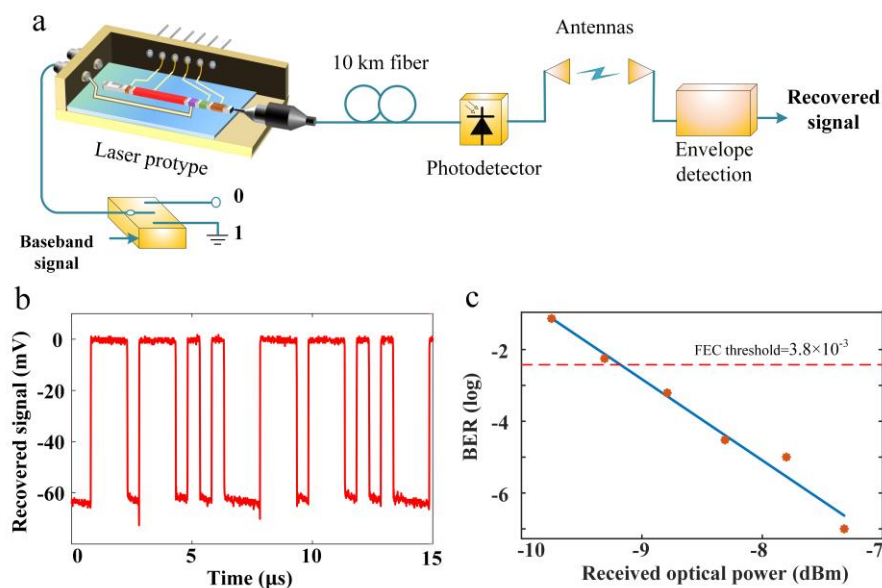 a
Antennas
10 km fiber
Recovered
signal
Laser protype
Photodetector
Envelope
detection
0
1
Baseband
signal
b
Recovered signal (mV)
0
-20
-40
-60
0
5
10
15
Time (μs)
c
BER (log)
-2
-4
-6
FEC threshold=3.8×10⁻³
-10
-9
-8
-7
Received optical power (dBm)